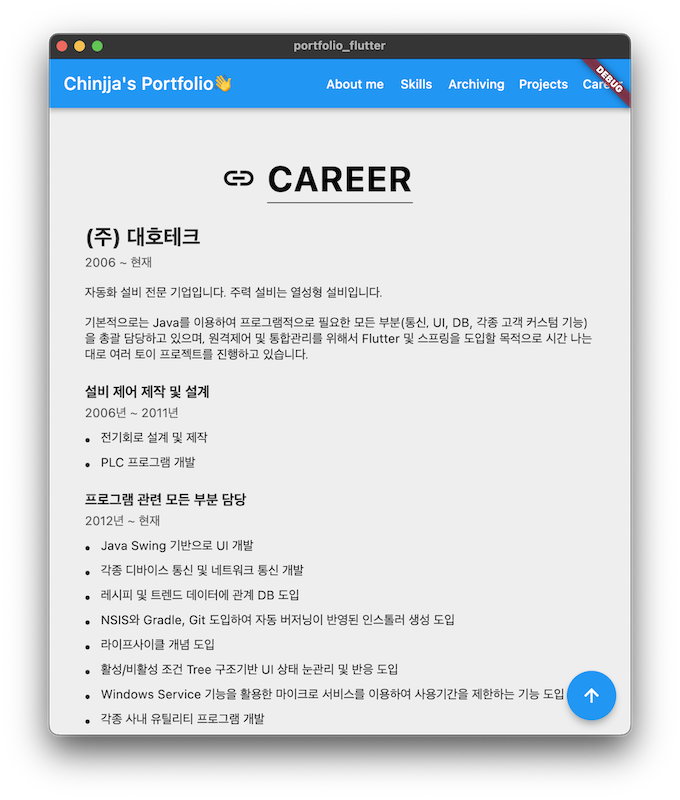 portfolio_flutter
Chinjja's Portfolio👋
About me Skills Archiving Projects
DEBUG
CAREER
(주) 대호테크
2006 ~ 현재
자동화 설비 전문 기업입니다. 주력 설비는 열성형 설비입니다.
기본적으로는 Java를 이용하여 프로그램적으로 필요한 모든 부분(통신, UI, DB, 각종 고객 커스텀 기능)
을 총괄 담당하고 있으며, 원격제어 및 통합관리를 위해서 Flutter 및 스프링을 도입할 목적으로 시간 나는
대로 여러 토이 프로젝트를 진행하고 있습니다.
설비 제어 제작 및 설계
2006년 ~ 2011년
• 전기회로 설계 및 제작
• PLC 프로그램 개발
프로그램 관련 모든 부분 담당
2012년 ~ 현재
• Java Swing 기반으로 UI 개발
• 각종 디바이스 통신 및 네트워크 통신 개발
• 레시피 및 트렌드 데이터에 관계 DB 도입
• NSIS와 Gradle, Git 도입하여 자동 버저닝이 반영된 인스톨러 생성 도입
• 라이프사이클 개념 도입
• 활성/비활성 조건 Tree 구조기반 UI 상태 눈관리 및 반응 도입
• Windows Service 기능을 활용한 마이크로 서비스를 이용하여 사용기간을 제한하는 기능 도입
• 각종 사내 유틸리티 프로그램 개발